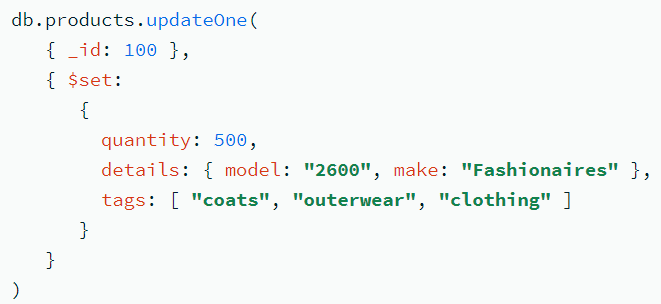 db.products.updateOne(
   { _id: 100 },
   { $set:
      {
        quantity: 500,
        details: { model: "2600", make: "Fashionaires" },
        tags: [ "coats", "outerwear", "clothing" ]
      }
   }
)